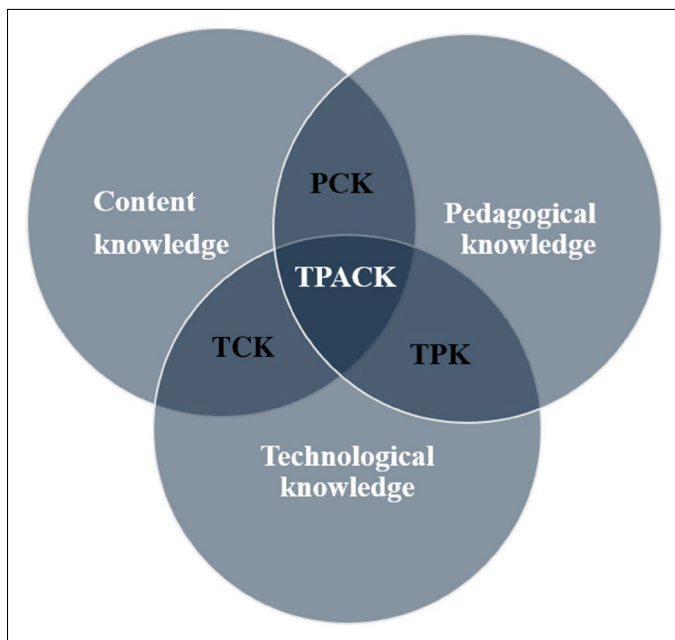 PCK
Content
knowledge
Pedagogical
knowledge
TPACK
TCK
TPK
Technological
knowledge